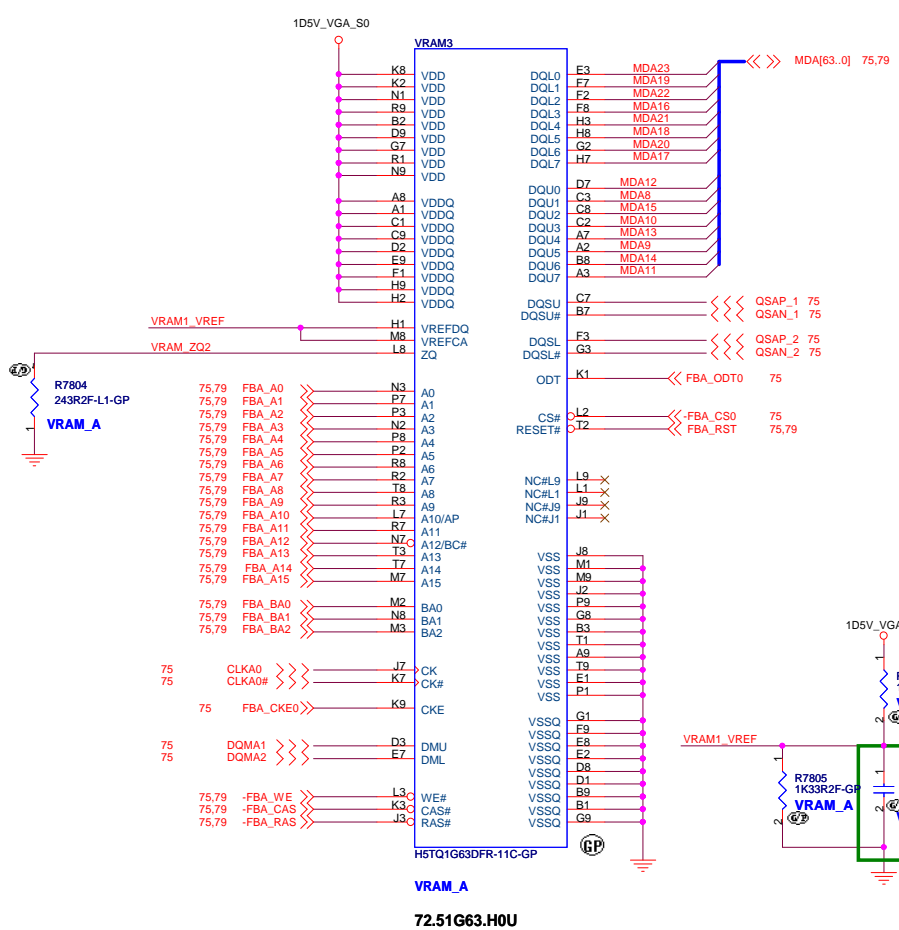 1D5V_VGA_S0
VRAM3
MDA[63..0] 75,79
K8 VDD DQL0 E3 MDA23
K2 VDD DQL1 F7 MDA19
N1 VDD DQL2 F2 MDA22
R9 VDD DQL3 F8 MDA16
B2 VDD DQL4 H3 MDA21
D9 VDD DQL5 H8 MDA18
G7 VDD DQL6 G2 MDA20
R1 VDD DQL7 H7 MDA17
N9 VDD
DQU0 D7 MDA12
A8 VDDQ DQU1 C3 MDA8
A1 VDDQ DQU2 C8 MDA15
C1 VDDQ DQU3 C2 MDA10
C9 VDDQ DQU4 A7 MDA13
D2 VDDQ DQU5 A2 MDA9
E9 VDDQ DQU6 B8 MDA14
F1 VDDQ DQU7 A3 MDA11
H9 VDDQ
H2 VDDQ DQSU C7 QSAP_1 75
DQSU# B7 QSAN_1 75
VRAM1_VREF H1 VREFDQ
M8 VREFCA DQSL F3 QSAP_2 75
VRAM_ZQ2 L8 ZQ DQSL# G3 QSAN_2 75
ODT K1 FBA_ODT0 75
R7804
243R2F-L1-GP
VRAM_A
1
75,79 FBA_A0 N3 A0
75,79 FBA_A1 P7 A1
75,79 FBA_A2 P3 A2 CS# L2 -FBA_CS0 75
75,79 FBA_A3 N2 A3 RESET# T2 FBA_RST 75,79
75,79 FBA_A4 P8 A4
75,79 FBA_A5 P2 A5
75,79 FBA_A6 R8 A6
75,79 FBA_A7 R2 A7 NC#L9 L9
75,79 FBA_A8 T8 A8 NC#L1 L1
75,79 FBA_A9 R3 A9 NC#J9 J9
75,79 FBA_A10 L7 A10/AP NC#J1 J1
75,79 FBA_A11 R7 A11
75,79 FBA_A12 N7 A12/BC#
75,79 FBA_A13 T3 A13 VSS J8
75,79 FBA_A14 T7 A14 VSS M1
75,79 FBA_A15 M7 A15 VSS M9
VSS J2
75,79 FBA_BA0 M2 BA0 VSS P9
75,79 FBA_BA1 N8 BA1 VSS G8
75,79 FBA_BA2 M3 BA2 VSS B3
VSS T1
VSS A9
75 CLKA0 J7 CK VSS T9
75 CLKA0# K7 CK# VSS E1
VSS P1
75 FBA_CKE0 K9 CKE
VSSQ G1
VSSQ F9
75 DQMA1 D3 DMU VSSQ E8
75 DQMA2 E7 DML VSSQ E2
VSSQ D8
VSSQ D1
75,79 -FBA_WE L3 WE# VSSQ B9
75,79 -FBA_CAS K3 CAS# VSSQ B1
75,79 -FBA_RAS J3 RAS# VSSQ G9
H5TQ1G63DFR-11C-GP
GP
VRAM_A
72.51G63.H0U
1D5V_VGA
1
2
VRAM1_VREF
1
R7805
1K33R2F-GP
VRAM_A
2
1
2